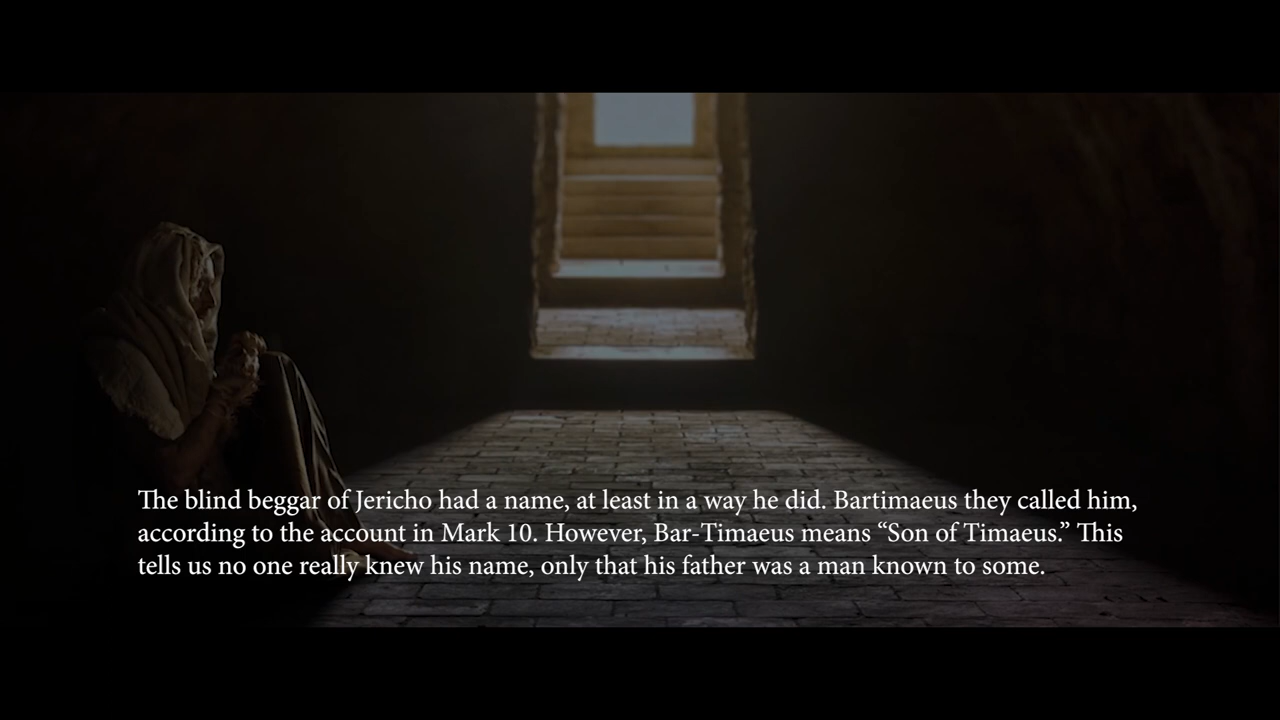 The blind beggar of Jericho had a name, at least in a way he did. Bartimaeus they called him,
according to the account in Mark 10. However, Bar-Timaeus means “Son of Timaeus.” This
tells us no one really knew his name, only that his father was a man known to some.